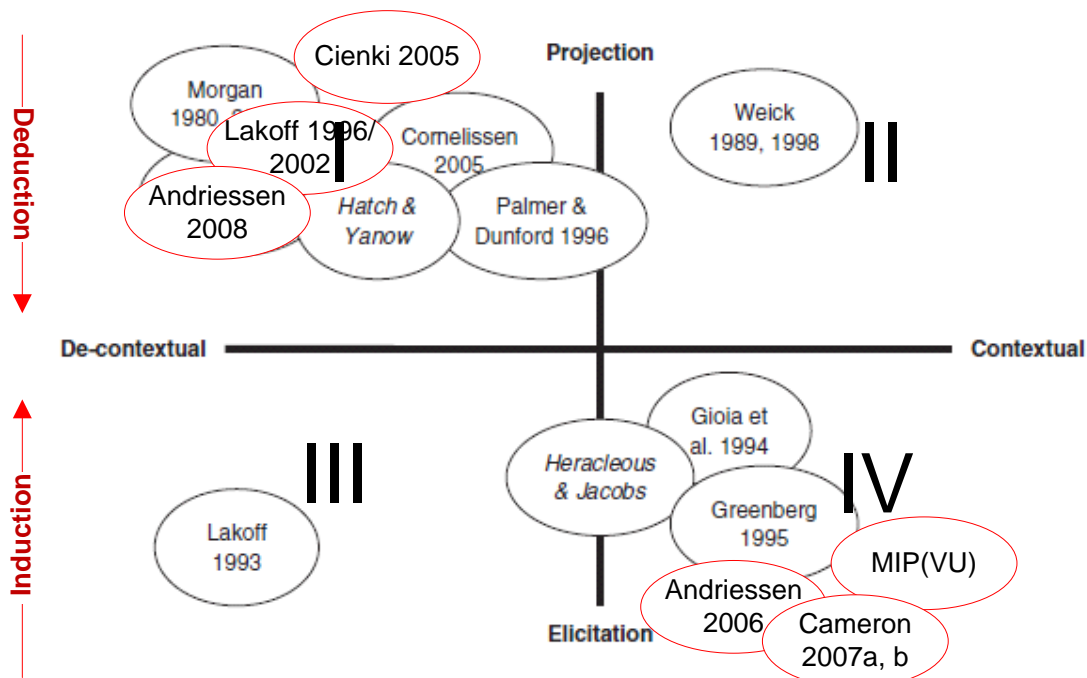 Cienki 2005
Projection
Morgan
1980,
Weick
1989, 1998
II
Lakoff 1996/
2002
I
Cornelissen
2005
Andriessen
2008
Hatch &
Yanow
Palmer &
Dunford 1996
Deduction
De-contextual
Contextual
Induction
Gioia et
al. 1994
III
Heracleous
& Jacobs
IV
Greenberg
1995
Lakoff
1993
MIP(VU)
Andriessen
2006
Elicitation
Cameron
2007a, b